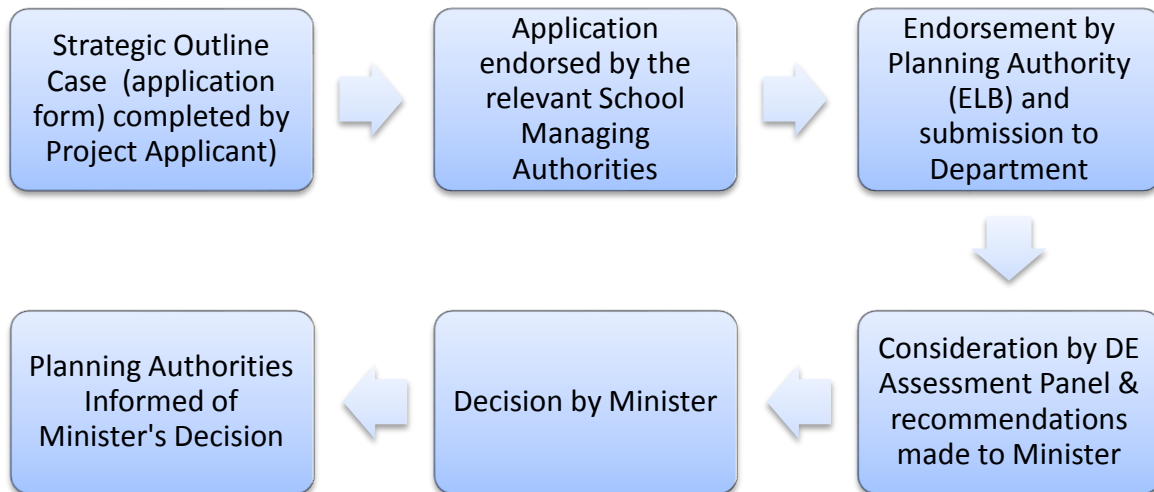 Strategic Outline
Case  (application
form) completed by
Project Applicant)
Application
endorsed by the
relevant School
Managing
Authorities
Endorsement by
Planning Authority
(ELB) and
submission to
Department
Consideration by DE
Assessment Panel &
recommendations
made to Minister
Decision by Minister
Planning Authorities
Informed of
Minister's Decision